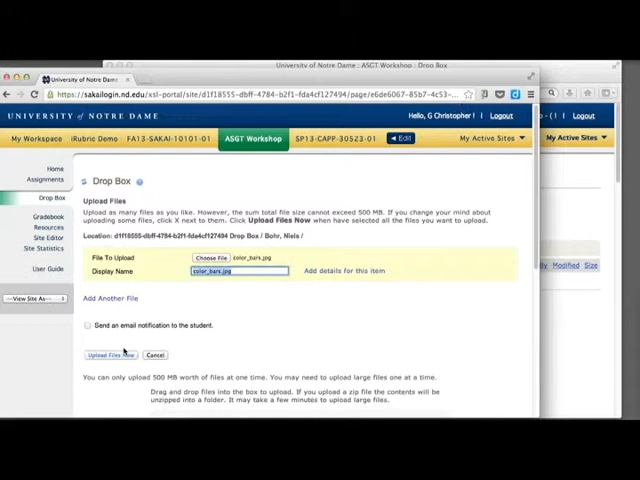 University of Notre Dame : ASGT Workshop : Drop Box
University of Notre Dame
https://sakailogin.nd.edu/xsl-portal/site/d1f18555-dbff-4784-b2f1-fda4cf127494/page/e6de6067-85b7-4c53-
UNIVERSITY OF NOTRE DAME
Hello, G Christopher ! | Logout
( 1 | Logout
My Workspace
iRubric Demo
FA13-SAKAI-10101-01
ASGT Workshop
SP13-CAPP-30523-01
Edit
My Active Sites
My Active Sites
Home
Assignments
Drop Box
Gradebook
Resources
Site Editor
Site Statistics
User Guide
--View Site As--
Drop Box
Upload Files
Upload as many files as you like. However, the sum total file size cannot exceed 500 MB. If you change your mind about
uploading some files, click X next to them. Click Upload Files Now when have selected all the files you want to upload.
Location: d1f18555-dbff-4784-b2f1-fda4cf127494 Drop Box / Bohr, Niels /
File To Upload Choose File color_bars.jpg
Display Name color_bars.jpg Add details for this item
Add Another File
Send an email notification to the student.
Upload Files Now Cancel
You can only upload 500 MB worth of files at one time. You may need to upload large files one at a time.
Drag and drop files into the box to upload. If you upload a zip file the contents will be
unzipped into a folder. It may take a few minutes to upload large files.
Modified Size